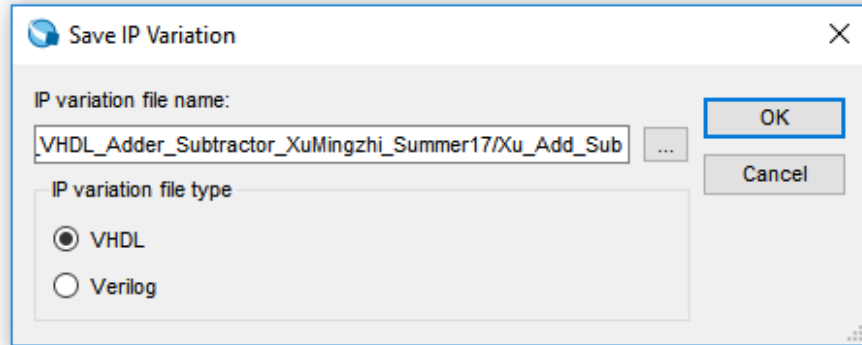 Save IP Variation
IP variation file name:
_VHDL_Adder_Subtractor_XuMingzhi_Summer17/Xu_Add_Sub
...
OK
Cancel
IP variation file type
VHDL
Verilog